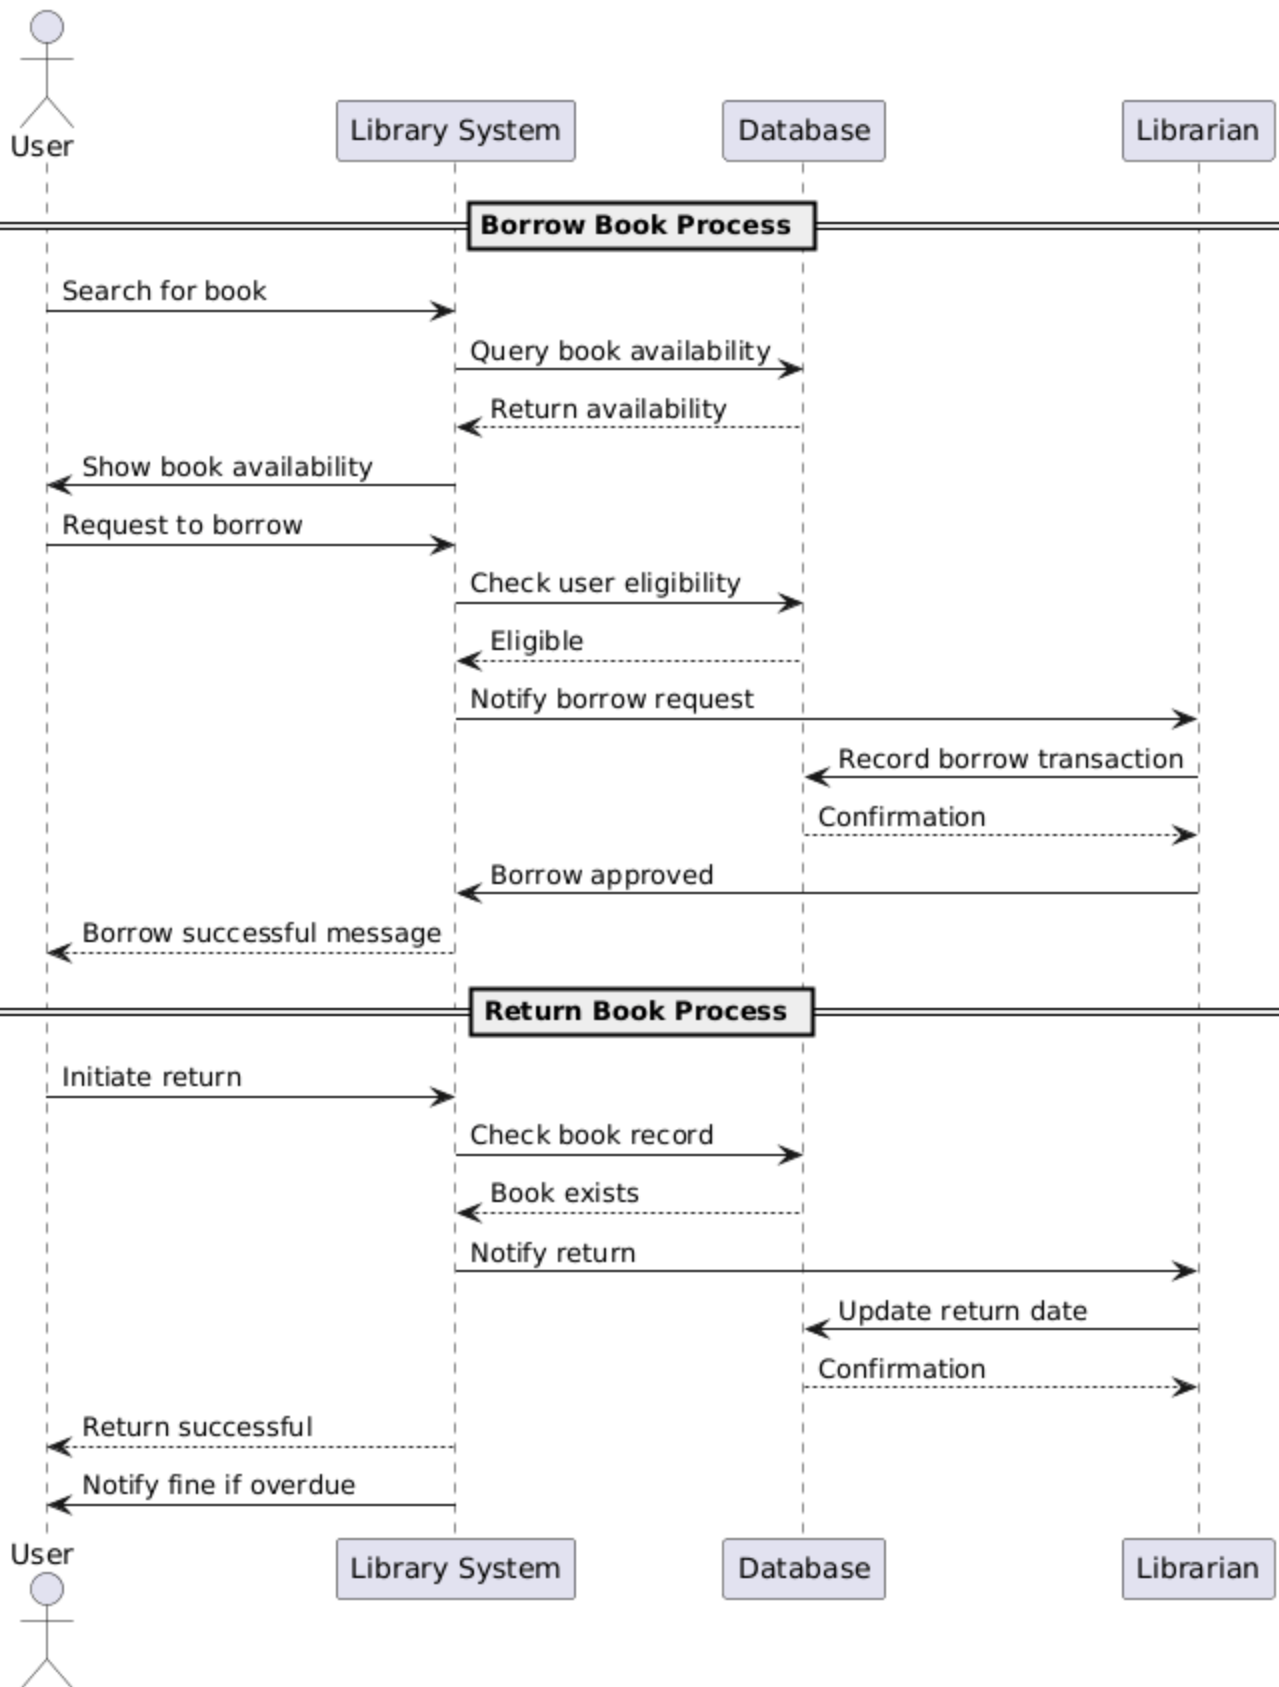 User
Library System
Database
Librarian
Borrow Book Process
Search for book
Query book availability
Return availability
Show book availability
Request to borrow
Check user eligibility
Eligible
Notify borrow request
Record borrow transaction
Confirmation
Borrow approved
Borrow successful message
Return Book Process
Initiate return
Check book record
Book exists
Notify return
Update return date
Confirmation
Return successful
Notify fine if overdue
User
Library System
Database
Librarian